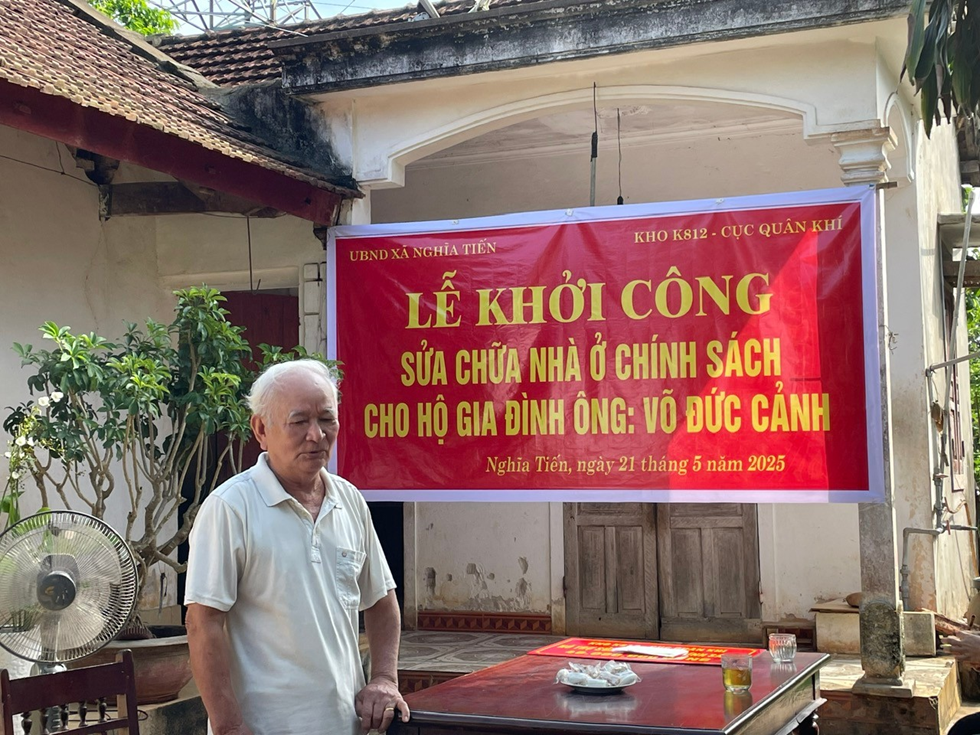 UBND XÃ NGHĨA TIẾN
KHO K812 - CỤC QUÂN KHÍ
LỄ KHỞI CÔNG
SỬA CHỮA NHÀ Ở CHÍNH SÁCH
CHO HỘ GIA ĐÌNH ÔNG: VÕ ĐỨC CẢNH
Nghĩa Tiến, ngày 21 tháng 5 năm 2025